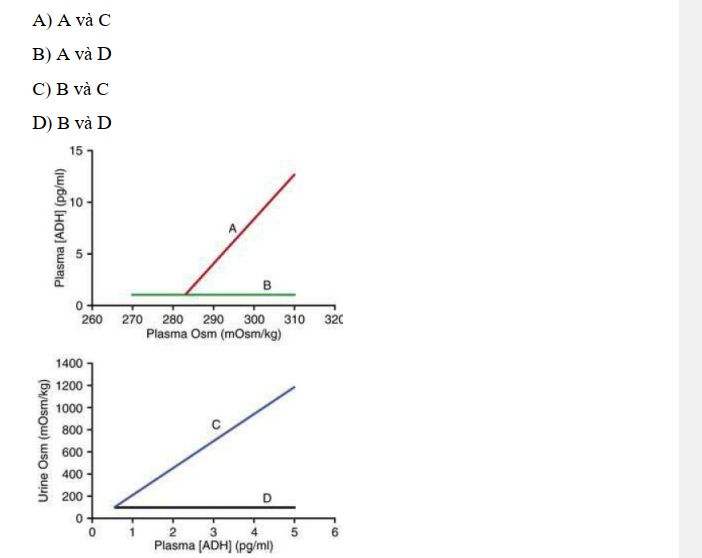 A) A và C
B) A và D
C) B và C
D) B và D
15
10
5
0
Plasma [ADH] (pg/ml)
A
B
260 270 280 290 300 310 320
Plasma Osm (mOsm/kg)
1400
1200
1000
800
600
400
200
0
Urine Osm (mOsm/kg)
C
D
0 1 2 3 4 5 6
Plasma [ADH] (pg/ml)